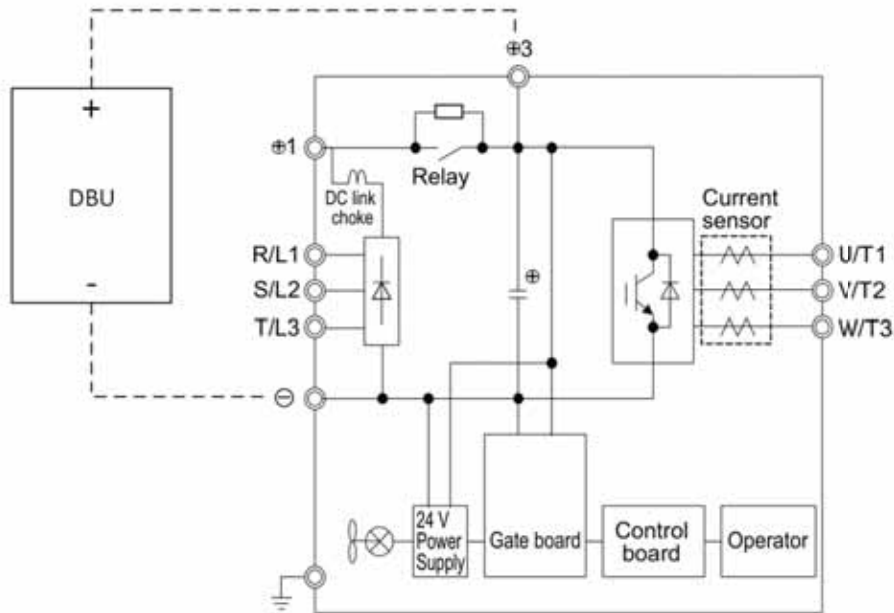 ⊕3
+
⊕1
Relay
DBU
DC link
choke
Current
sensor
R/L1
U/T1
S/L2
⊕
V/T2
-
T/L3
W/T3
⊖
24 V
Power
Supply
Gate board
Control
board
Operator